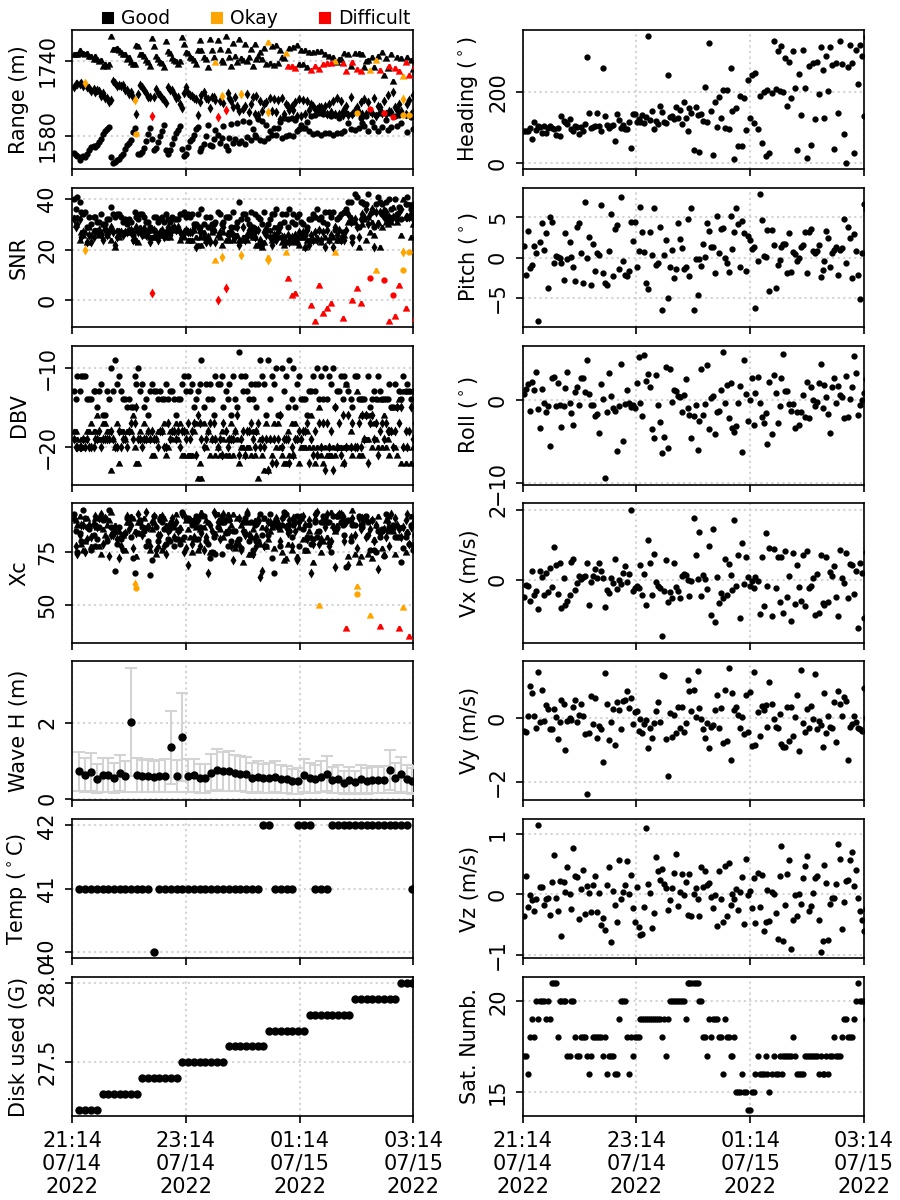 Good Okay Difficult
Range (m) 1740 1580
Heading (°) 200 0
SNR 40 20 0
Pitch (°) 5 0 −5
DBV −10 −20
Roll (°) 0 −10
Xc 75 50
Vx (m/s) 2 0
Wave H (m) 2 0
Vy (m/s) 0 −2
Temp (°C) 42 41 40
Vz (m/s) 1 0 −1
Disk used (G) 28.0 27.5
Sat. Numb. 20 15
21:14 23:14 01:14 03:14 21:14 23:14 01:14 03:14
07/14 07/14 07/15 07/15 07/14 07/14 07/15 07/15
2022 2022 2022 2022 2022 2022 2022 2022